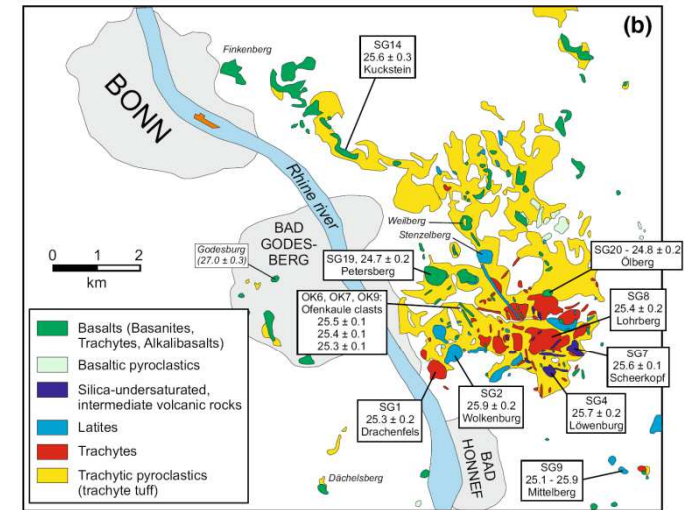 (b)
Finkenberg
SG14
25.6 ± 0.3
Kuckstein
BONN
Rhine river
Weilberg
Stenzelberg
BAD
GODES-
BERG
Godesburg
(27.0 ± 0.3)
SG19, 24.7 ± 0.2
Petersberg
SG20 - 24.8 ± 0.2
Ölberg
0 1 2
km
OK6, OK7, OK9:
Ofenkaule clasts
25.5 ± 0.1
25.4 ± 0.1
25.3 ± 0.1
SG8
25.4 ± 0.2
Lohrberg
SG7
25.6 ± 0.1
Scheerkopf
SG1
25.3 ± 0.2
Drachenfels
SG2
25.9 ± 0.2
Wolkenburg
SG4
25.7 ± 0.2
Löwenburg
BAD
HONNEF
SG9
25.1 - 25.9
Mittelberg
Dächelsberg
Basalts (Basanites,
Trachytes, Alkalibasalts)
Basaltic pyroclastics
Silica-undersaturated,
intermediate volcanic rocks
Latites
Trachytes
Trachytic pyroclastics
(trachyte tuff)